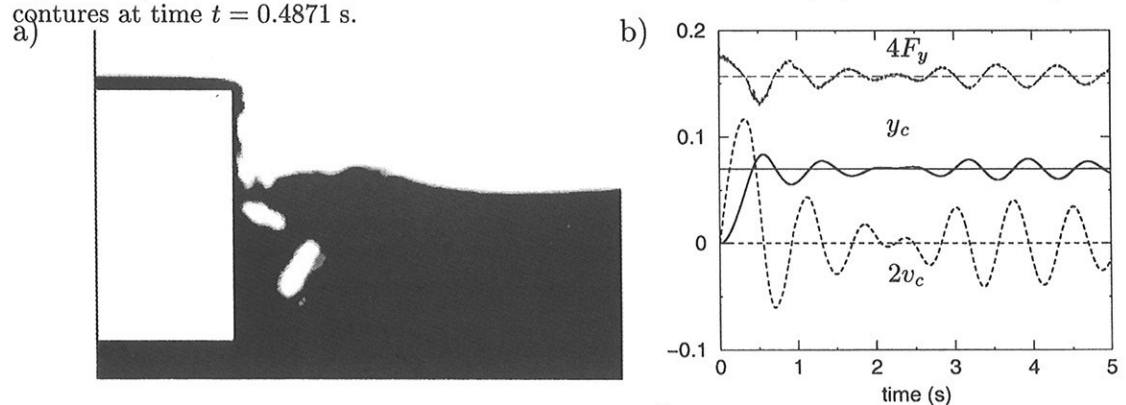 contures at time t = 0.4871 s.
a)
b)
0.2
4F_y
0.1
y_c
0
2v_c
−0.1
0 1 2 3 4 5
time (s)